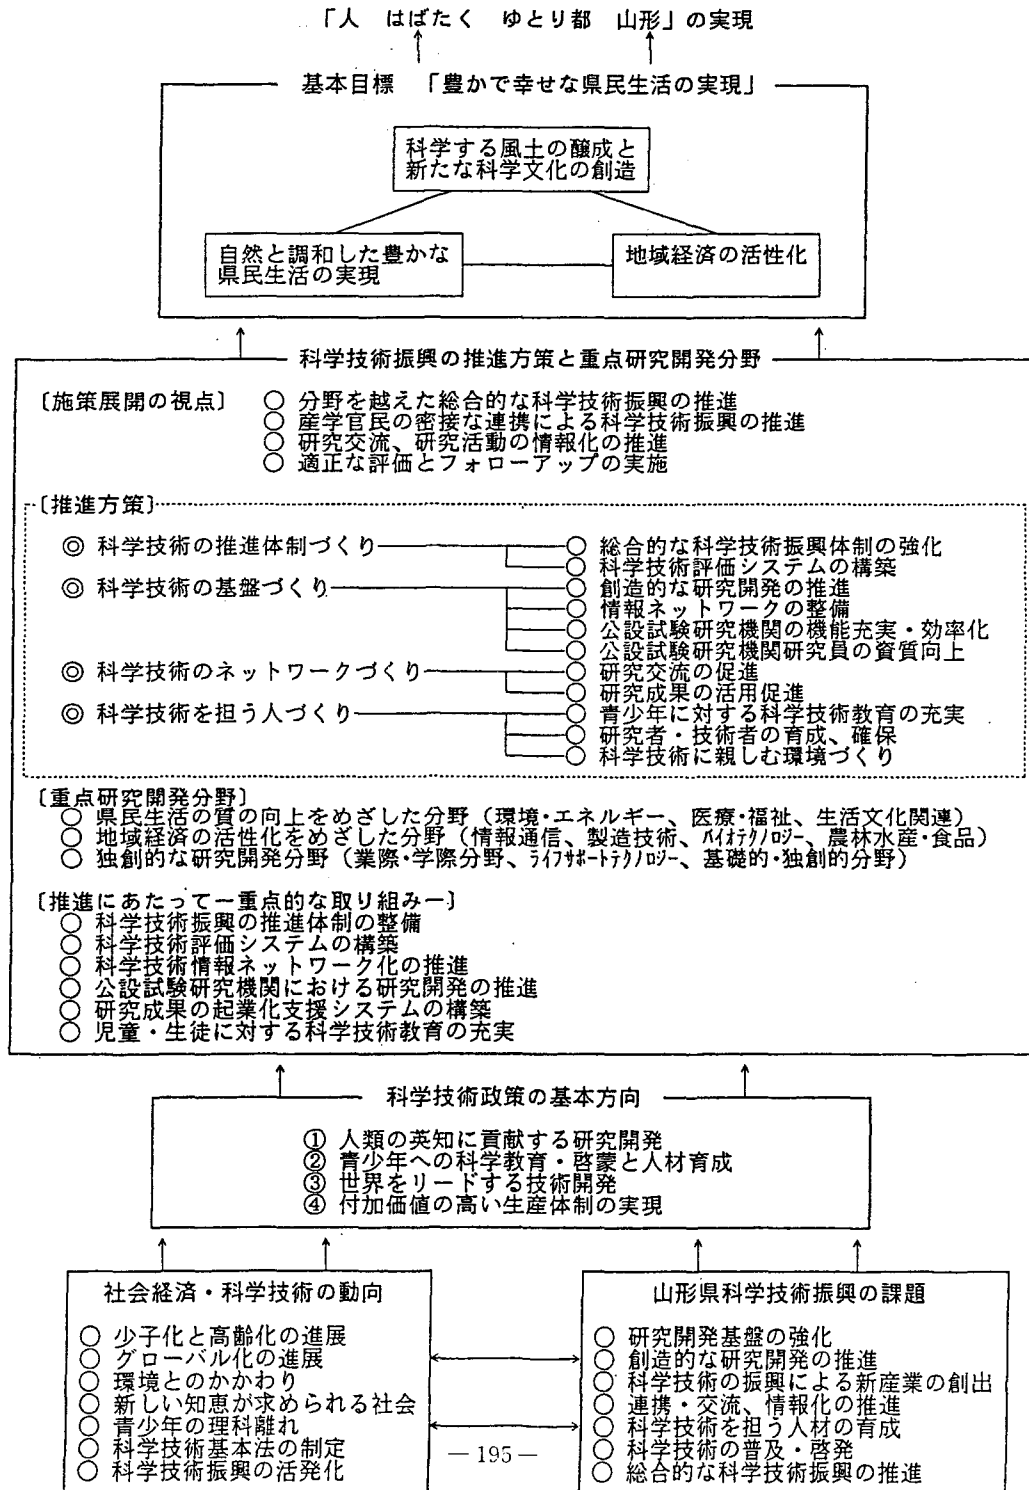 「人　はばたく　ゆとり都　山形」の実現
基本目標　「豊かで幸せな県民生活の実現」
科学する風土の醸成と
新たな科学文化の創造
自然と調和した豊かな
県民生活の実現
地域経済の活性化
科学技術振興の推進方策と重点研究開発分野
〔施策展開の視点〕　○ 分野を越えた総合的な科学技術振興の推進
○ 産学官民の密接な連携による科学技術振興の推進
○ 研究交流、研究活動の情報化の推進
○ 適正な評価とフォローアップの実施
〔推進方策〕
◎ 科学技術の推進体制づくり　○ 総合的な科学技術振興体制の強化
○ 科学技術評価システムの構築
◎ 科学技術の基盤づくり　○ 創造的な研究開発の推進
○ 情報ネットワークの整備
○ 公設試験研究機関の機能充実・効率化
○ 公設試験研究機関研究員の資質向上
◎ 科学技術のネットワークづくり　○ 研究交流の促進
○ 研究成果の活用促進
◎ 科学技術を担う人づくり　○ 青少年に対する科学技術教育の充実
○ 研究者・技術者の育成、確保
○ 科学技術に親しむ環境づくり
〔重点研究開発分野〕
○ 県民生活の質の向上をめざした分野（環境・エネルギー、医療・福祉、生活文化関連）
○ 地域経済の活性化をめざした分野（情報通信、製造技術、ﾊﾞｲｵﾃｸﾉﾛｼﾞｰ、農林水産・食品）
○ 独創的な研究開発分野（業際・学際分野、ﾗｲﾌｻﾎﾟｰﾄﾃｸﾉﾛｼﾞｰ、基礎的・独創的分野）
〔推進にあたって－重点的な取り組み－〕
○ 科学技術振興の推進体制の整備
○ 科学技術評価システムの構築
○ 科学技術情報ネットワーク化の推進
○ 公設試験研究機関における研究開発の推進
○ 研究成果の起業化支援システムの構築
○ 児童・生徒に対する科学技術教育の充実
科学技術政策の基本方向
① 人類の英知に貢献する研究開発
② 青少年への科学教育・啓蒙と人材育成
③ 世界をリードする技術開発
④ 付加価値の高い生産体制の実現
社会経済・科学技術の動向
○ 少子化と高齢化の進展
○ グローバル化の進展
○ 環境とのかかわり
○ 新しい知恵が求められる社会
○ 青少年の理科離れ
○ 科学技術基本法の制定
○ 科学技術振興の活発化
山形県科学技術振興の課題
○ 研究開発基盤の強化
○ 創造的な研究開発の推進
○ 科学技術の振興による新産業の創出
○ 連携・交流、情報化の推進
○ 科学技術を担う人材の育成
○ 科学技術の普及・啓発
○ 総合的な科学技術振興の推進
－195－